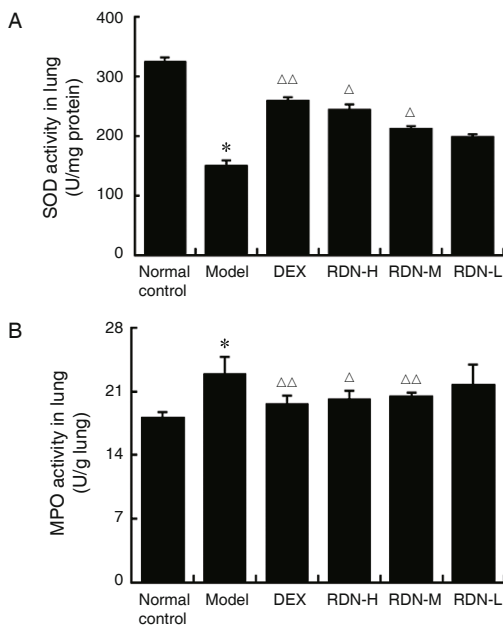 A
SOD activity in lung
(U/mg protein)
400
300
200
100
0
△△
△
△
*
Normal control Model DEX RDN-H RDN-M RDN-L
B
MPO activity in lung
(U/g lung)
28
21
14
7
0
*
△△
△
△△
Normal control Model DEX RDN-H RDN-M RDN-L